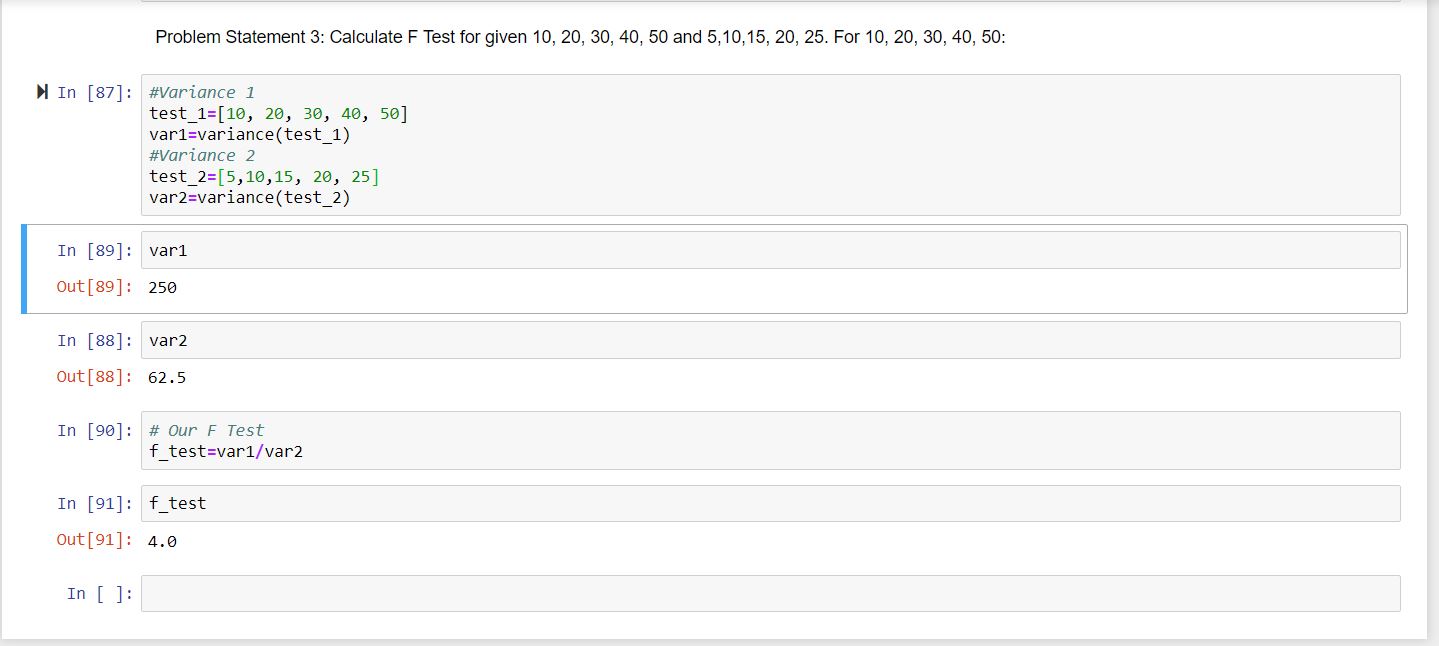 Problem Statement 3: Calculate F Test for given 10, 20, 30, 40, 50 and 5,10,15, 20, 25. For 10, 20, 30, 40, 50:
In [87]: #Variance 1
test_1=[10, 20, 30, 40, 50]
var1=variance(test_1)
#Variance 2
test_2=[5,10,15, 20, 25]
var2=variance(test_2)
In [89]: var1
Out[89]: 250
In [88]: var2
Out[88]: 62.5
In [90]: # Our F Test
f_test=var1/var2
In [91]: f_test
Out[91]: 4.0
In [ ]: